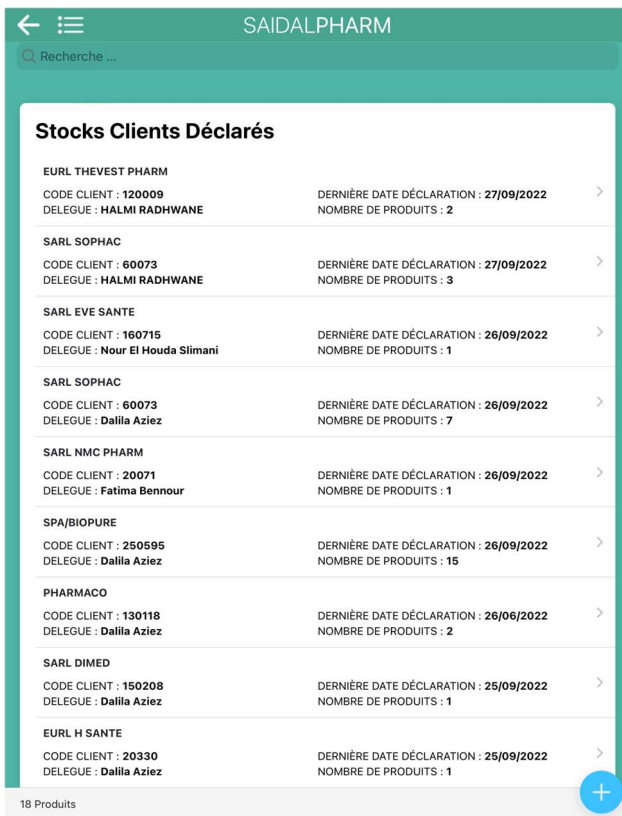 SAIDALPHARM
Recherche ...
Stocks Clients Déclarés
EURL THEVEST PHARM
CODE CLIENT : 120009 DERNIÈRE DATE DÉCLARATION : 27/09/2022
DELEGUE : HALMI RADHWANE NOMBRE DE PRODUITS : 2
SARL SOPHAC
CODE CLIENT : 60073 DERNIÈRE DATE DÉCLARATION : 27/09/2022
DELEGUE : HALMI RADHWANE NOMBRE DE PRODUITS : 3
SARL EVE SANTE
CODE CLIENT : 160715 DERNIÈRE DATE DÉCLARATION : 26/09/2022
DELEGUE : Nour El Houda Slimani NOMBRE DE PRODUITS : 1
SARL SOPHAC
CODE CLIENT : 60073 DERNIÈRE DATE DÉCLARATION : 26/09/2022
DELEGUE : Dalila Aziez NOMBRE DE PRODUITS : 7
SARL NMC PHARM
CODE CLIENT : 20071 DERNIÈRE DATE DÉCLARATION : 26/09/2022
DELEGUE : Fatima Bennour NOMBRE DE PRODUITS : 1
SPA/BIOPURE
CODE CLIENT : 250595 DERNIÈRE DATE DÉCLARATION : 26/09/2022
DELEGUE : Dalila Aziez NOMBRE DE PRODUITS : 15
PHARMACO
CODE CLIENT : 130118 DERNIÈRE DATE DÉCLARATION : 26/06/2022
DELEGUE : Dalila Aziez NOMBRE DE PRODUITS : 2
SARL DIMED
CODE CLIENT : 150208 DERNIÈRE DATE DÉCLARATION : 25/09/2022
DELEGUE : Dalila Aziez NOMBRE DE PRODUITS : 1
EURL H SANTE
CODE CLIENT : 20330 DERNIÈRE DATE DÉCLARATION : 25/09/2022
DELEGUE : Dalila Aziez NOMBRE DE PRODUITS : 1
18 Produits